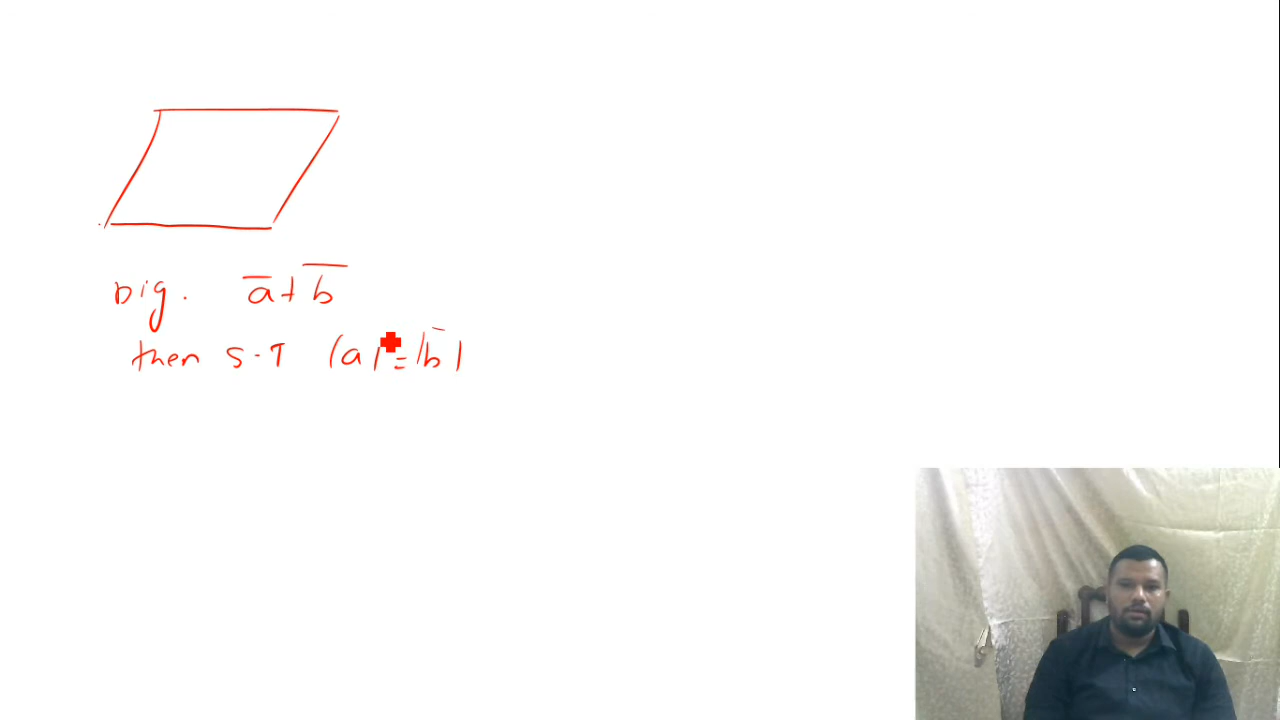 Dig. a̅ + b̅
then S.T |a| = |b̅|